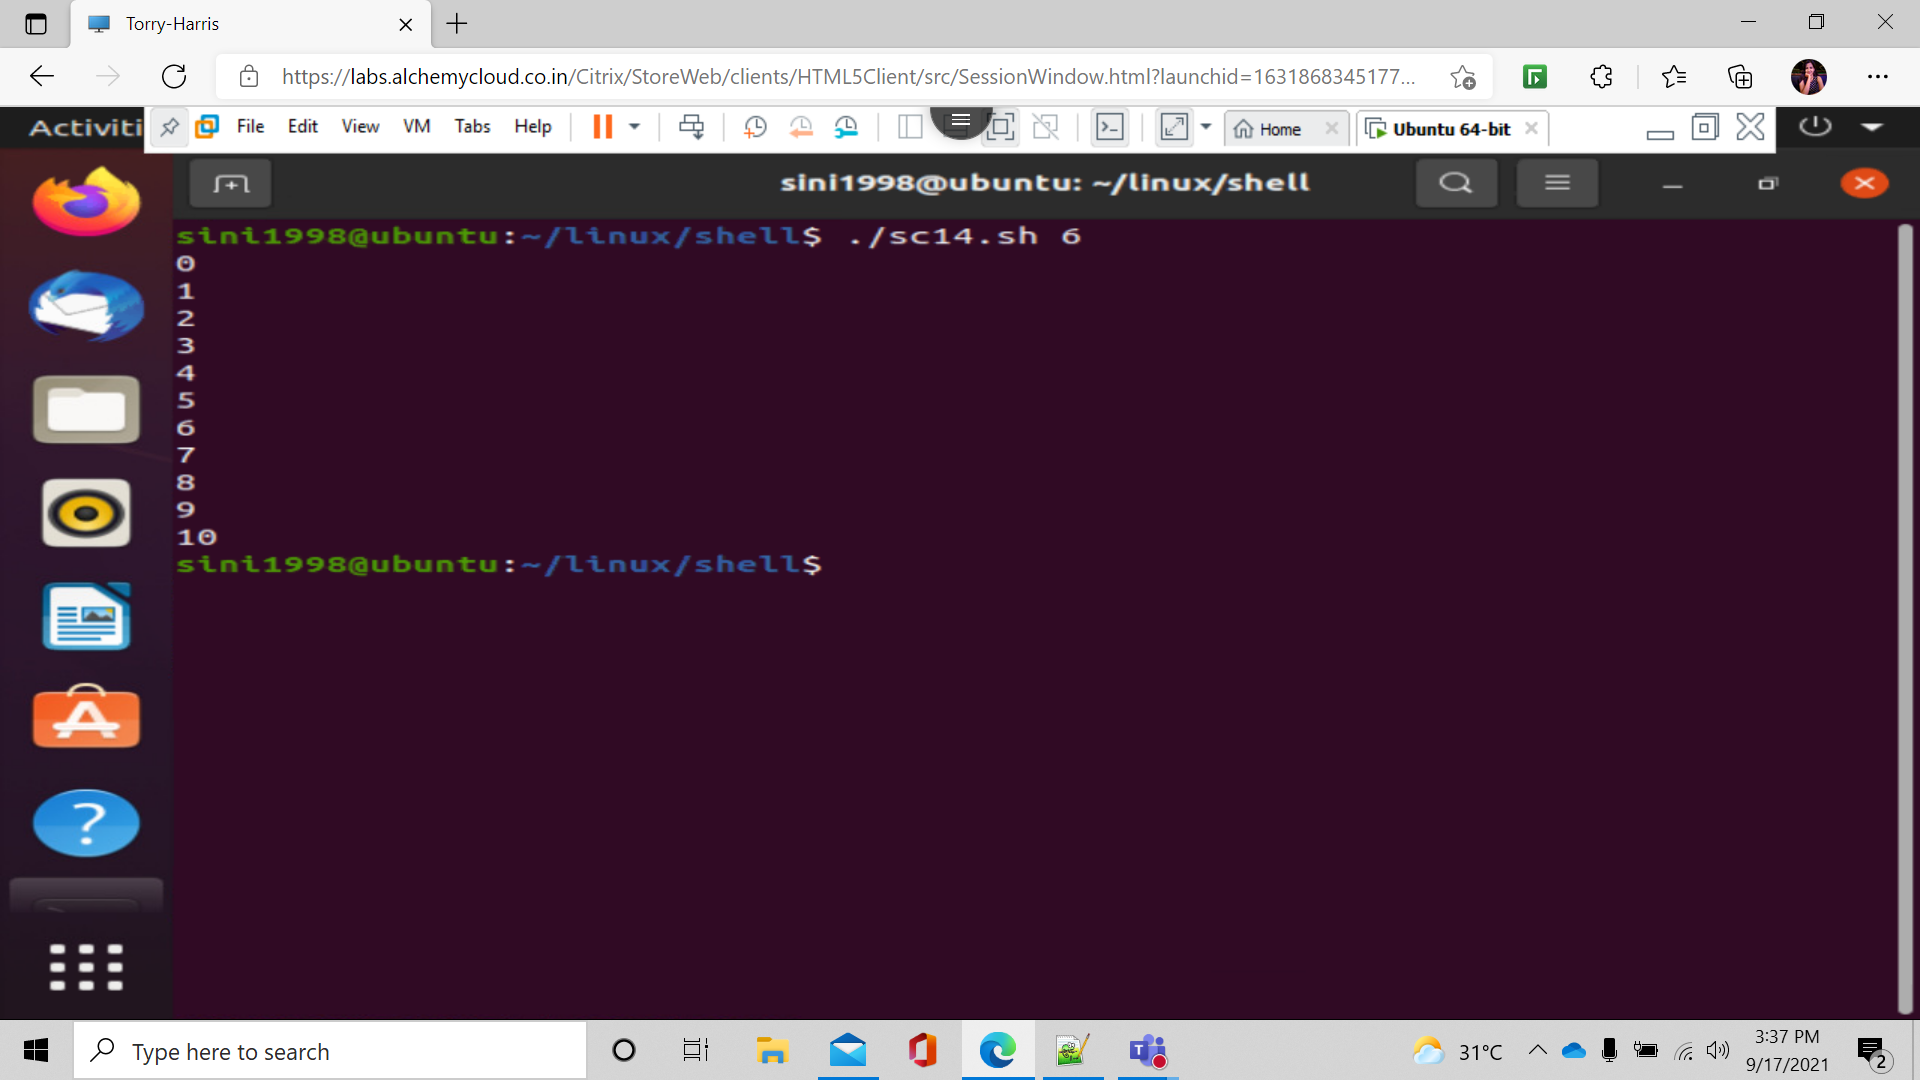 Torry-Harris
https://labs.alchemycloud.co.in/Citrix/StoreWeb/clients/HTML5Client/src/SessionWindow.html?launchid=1631868345177...
Activiti File Edit View VM Tabs Help Home Ubuntu 64-bit
sini1998@ubuntu: ~/linux/shell
sini1998@ubuntu:~/linux/shell$ ./sc14.sh 6
0
1
2
3
4
5
6
7
8
9
10
sini1998@ubuntu:~/linux/shell$
Type here to search
31°C
3:37 PM
9/17/2021
2